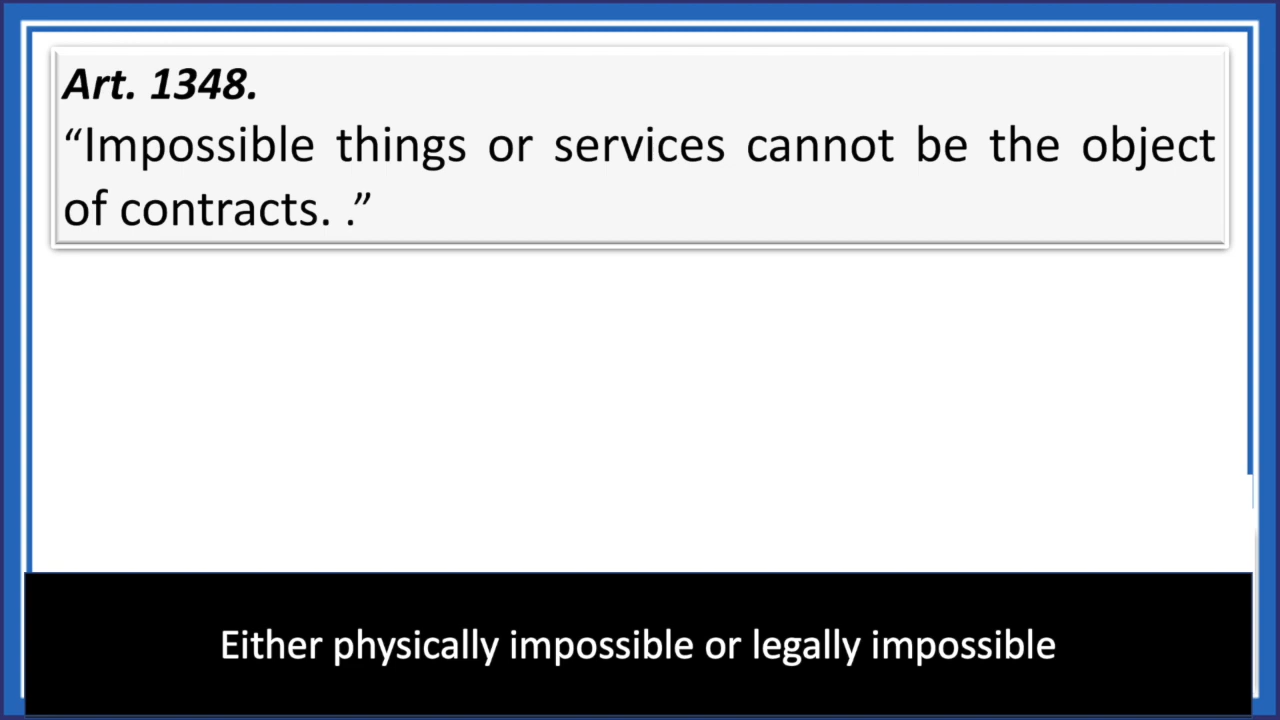 Art. 1348.
“Impossible things or services cannot be the object
of contracts. .”
Either physically impossible or legally impossible